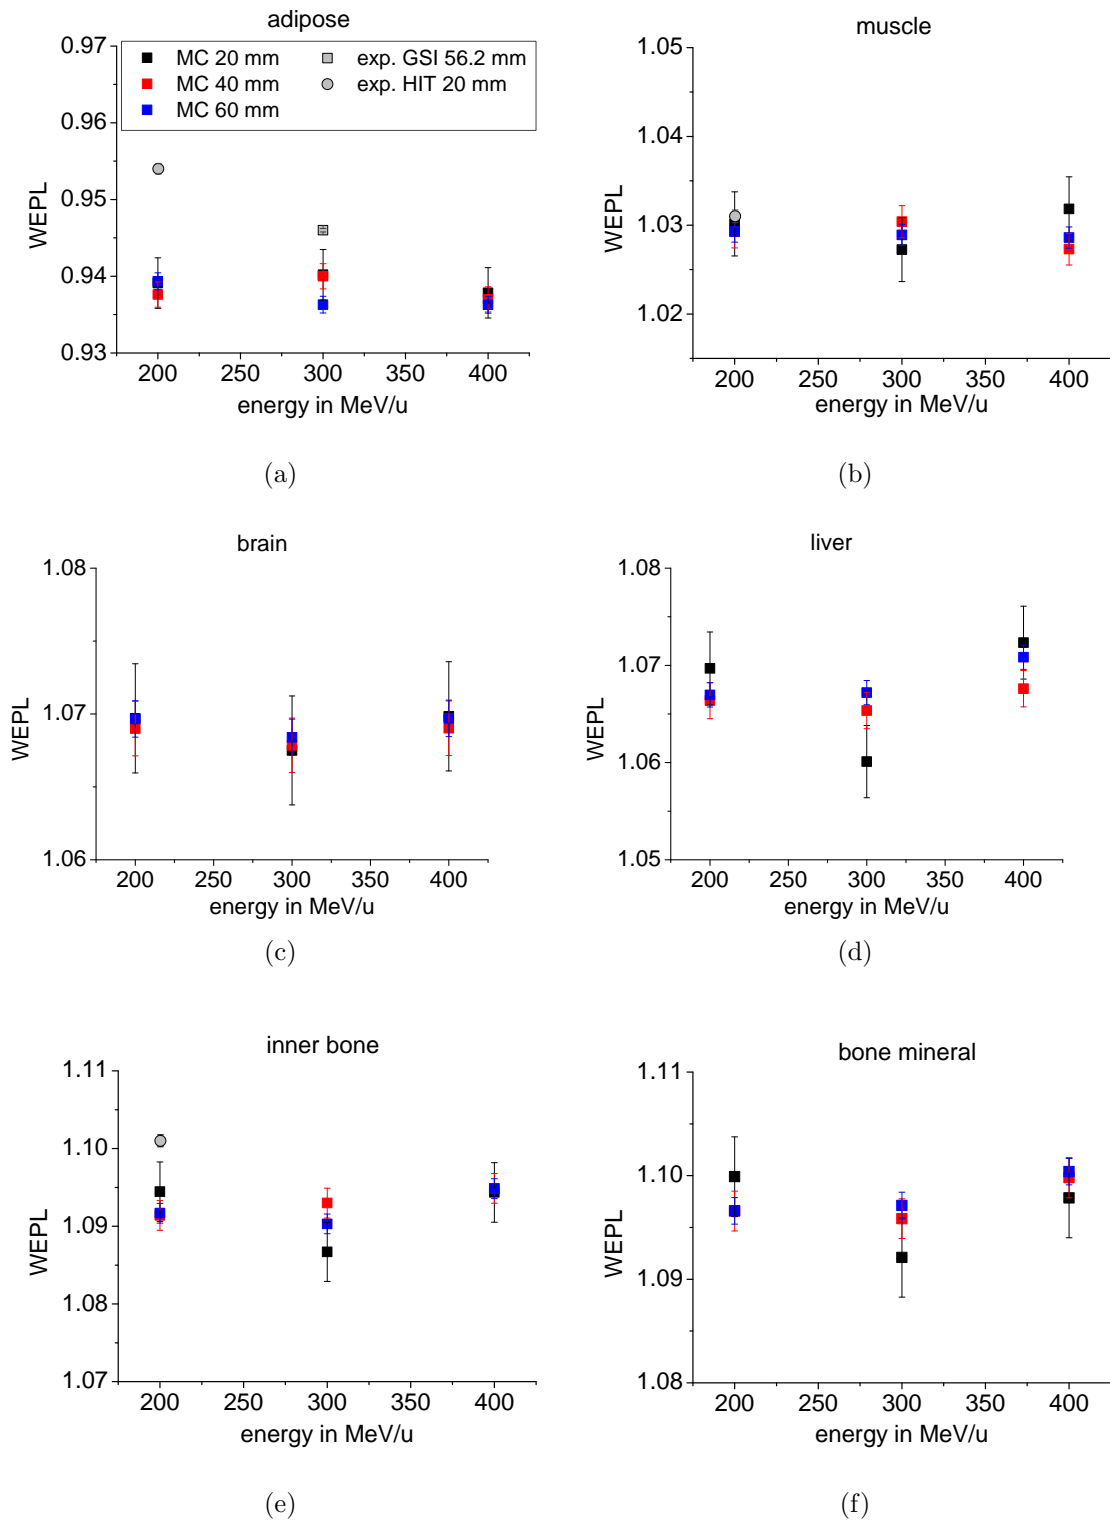 adipose
0.97
0.96
0.95
0.94
0.93
WEPL
MC 20 mm
MC 40 mm
MC 60 mm
exp. GSI 56.2 mm
exp. HIT 20 mm
200 250 300 350 400
energy in MeV/u
(a)
muscle
1.05
1.04
1.03
1.02
WEPL
200 250 300 350 400
energy in MeV/u
(b)
brain
1.08
1.07
1.06
WEPL
200 250 300 350 400
energy in MeV/u
(c)
liver
1.08
1.07
1.06
1.05
WEPL
200 250 300 350 400
energy in MeV/u
(d)
inner bone
1.11
1.10
1.09
1.08
1.07
WEPL
200 250 300 350 400
energy in MeV/u
(e)
bone mineral
1.11
1.10
1.09
1.08
WEPL
200 250 300 350 400
energy in MeV/u
(f)